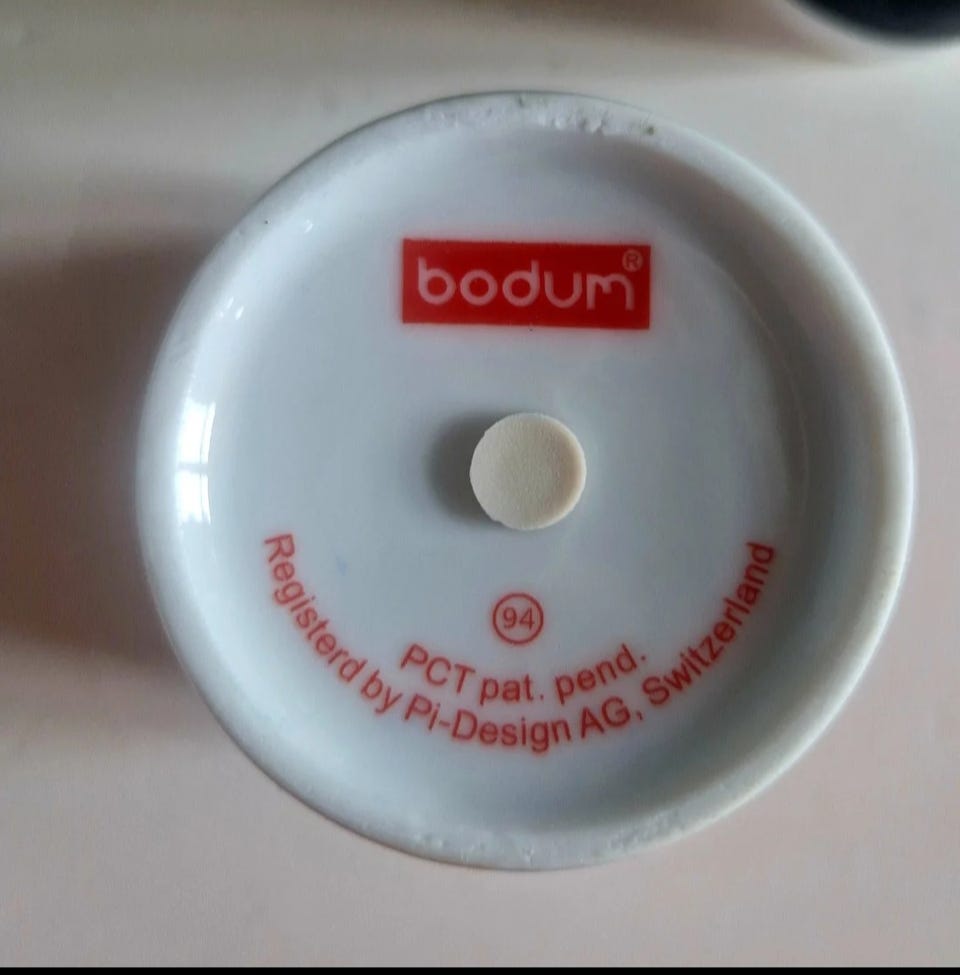 bodum®
94
PCT pat. pend.
Registerd by Pi-Design AG, Switzerland